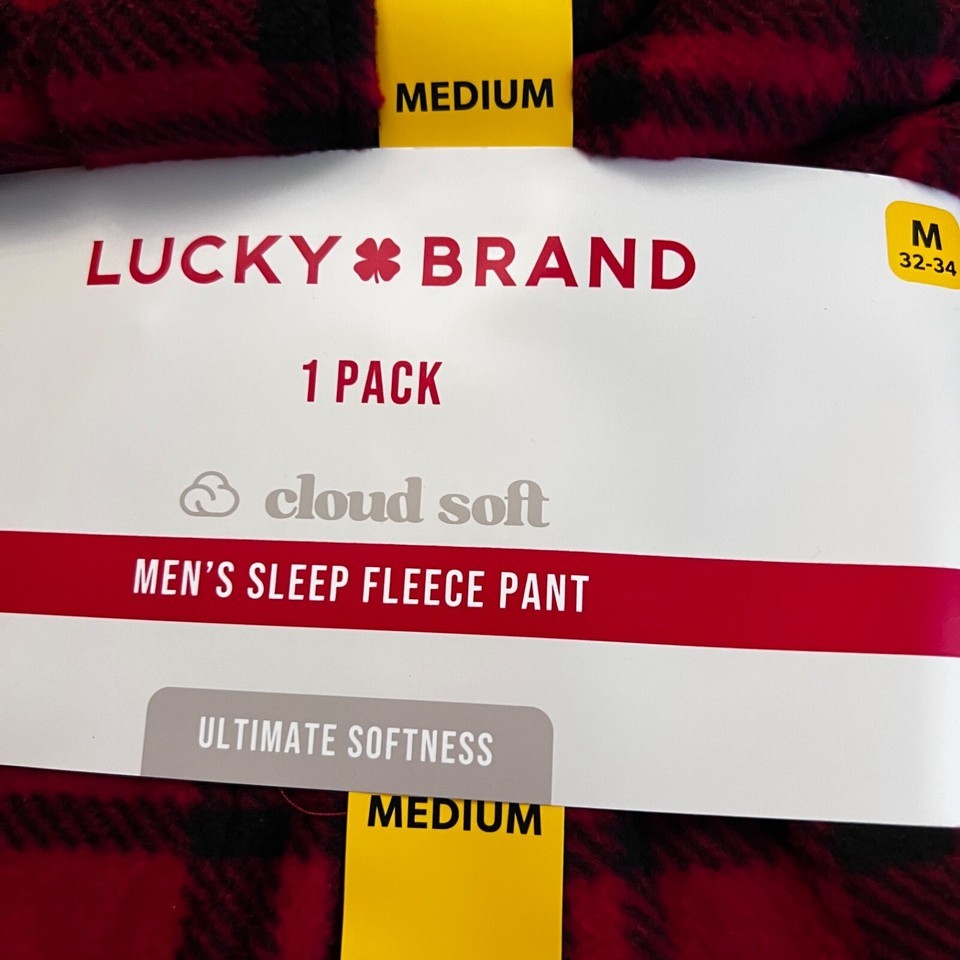 MEDIUM
LUCKY BRAND
M
32-34
1 PACK
cloud soft
MEN'S SLEEP FLEECE PANT
ULTIMATE SOFTNESS
MEDIUM